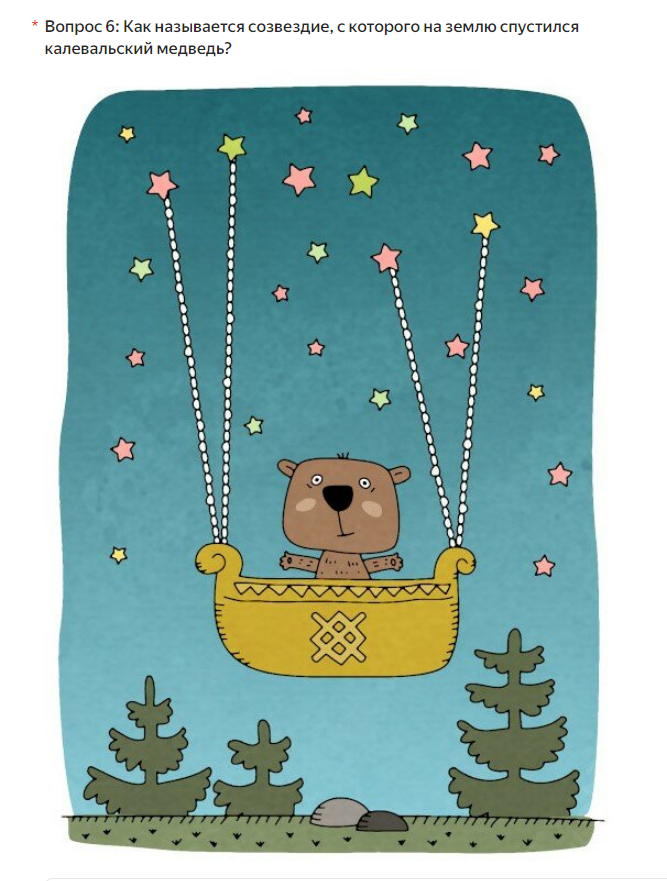 * Вопрос 6: Как называется созвездие, с которого на землю спустился
калевальский медведь?